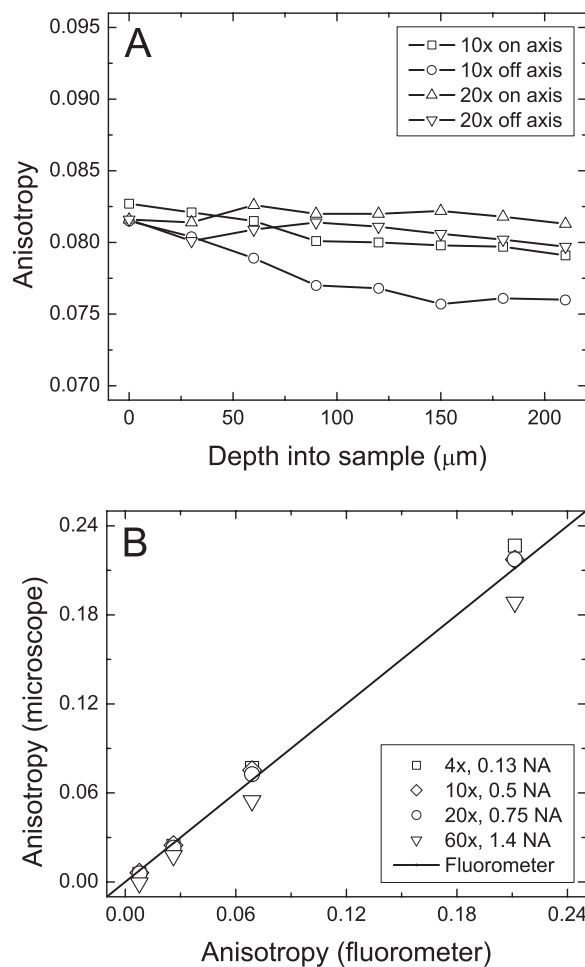 A
10x on axis
10x off axis
20x on axis
20x off axis
0.095
0.090
0.085
0.080
0.075
0.070
Anisotropy
0 50 100 150 200
Depth into sample (μm)
B
0.24
0.18
0.12
0.06
0.00
Anisotropy (microscope)
4x, 0.13 NA
10x, 0.5 NA
20x, 0.75 NA
60x, 1.4 NA
Fluorometer
0.00 0.06 0.12 0.18 0.24
Anisotropy (fluorometer)